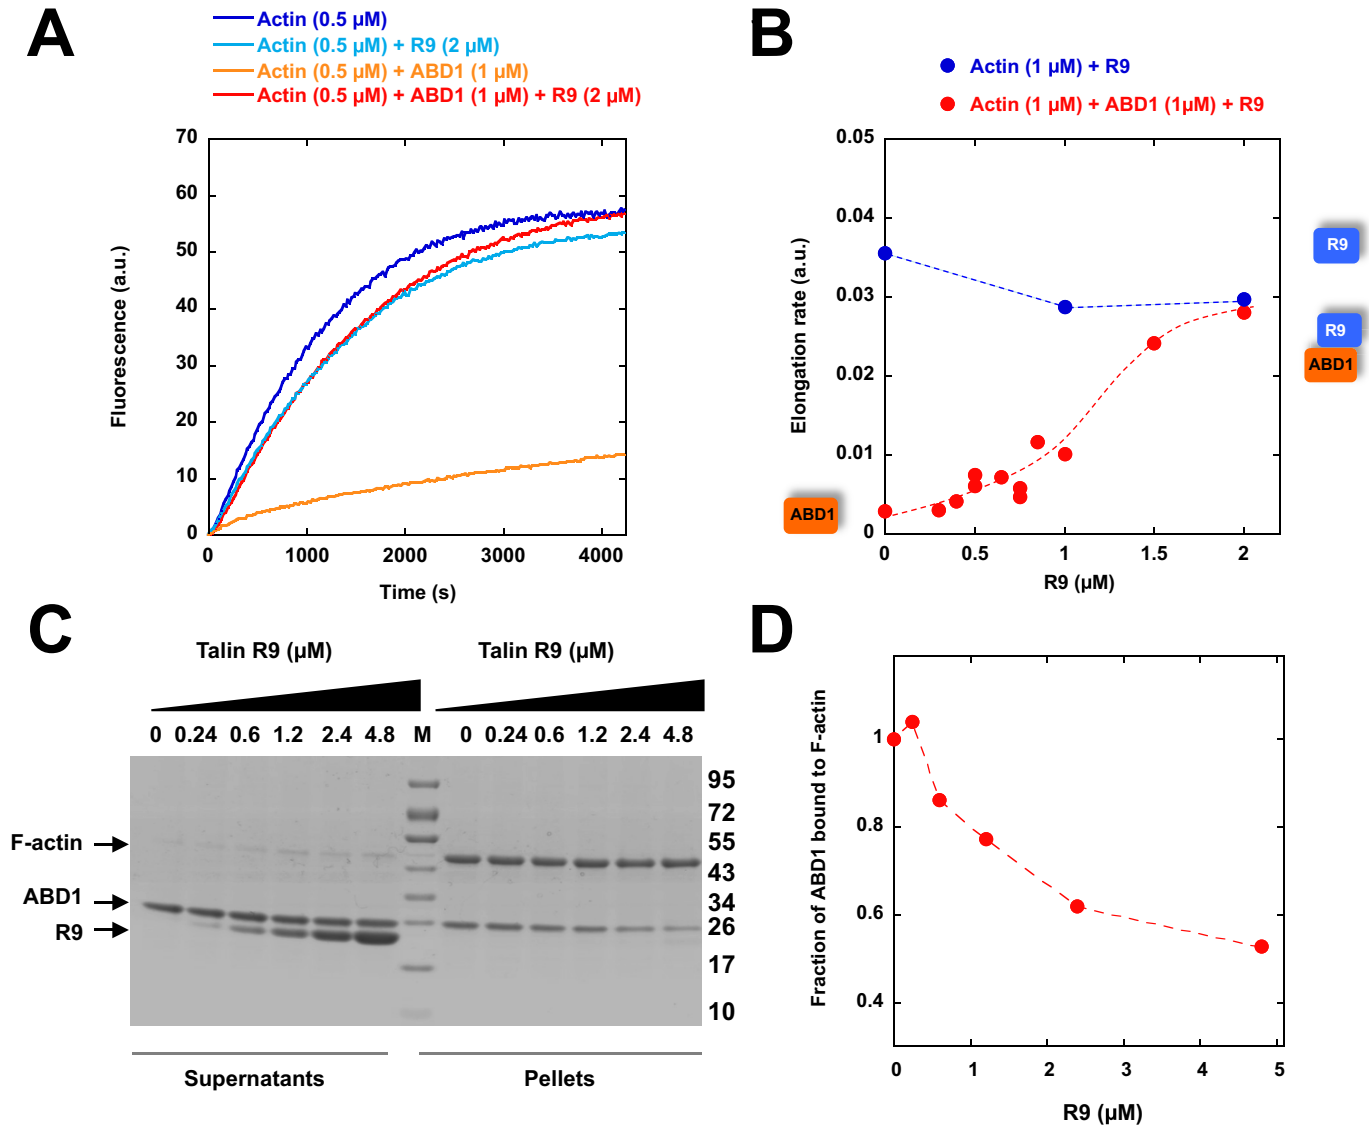 A
Actin (0.5 µM)
Actin (0.5 µM) + R9 (2 µM)
Actin (0.5 µM) + ABD1 (1 µM)
Actin (0.5 µM) + ABD1 (1 µM) + R9 (2 µM)
70
60
50
40
30
20
10
0
Fluorescence (a.u.)
0 1000 2000 3000 4000
Time (s)
B
Actin (1 µM) + R9
Actin (1 µM) + ABD1 (1µM) + R9
0.05
0.04
0.03
0.02
0.01
0
Elongation rate (a.u.)
0 0.5 1 1.5 2
R9 (µM)
R9
R9
ABD1
ABD1
C
Talin R9 (µM) Talin R9 (µM)
0 0.24 0.6 1.2 2.4 4.8 M 0 0.24 0.6 1.2 2.4 4.8
95
72
55
43
34
26
17
10
F-actin
ABD1
R9
Supernatants Pellets
D
1
0.8
0.6
0.4
Fraction of ABD1 bound to F-actin
0 1 2 3 4 5
R9 (µM)